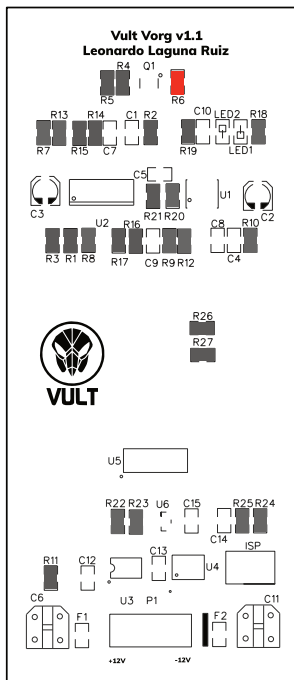 Vult Vorg v1.1
Leonardo Laguna Ruiz
R4 Q1
R5 R6
R13 R14 C1 R2 C10 LED2 R18
R7 R15 C7 R19 LED1
C5
U1
C3 R21 R20 C2
U2 R16 C8 R10
R3 R1 R8 R17 C9 R9 R12 C4
R26
R27
VULT
U5
R22 R23 U6 C15 R25 R24
C14
R11 C12 C13 U4 ISP
C6 U3 P1 C11
F1 F2
+12V -12V